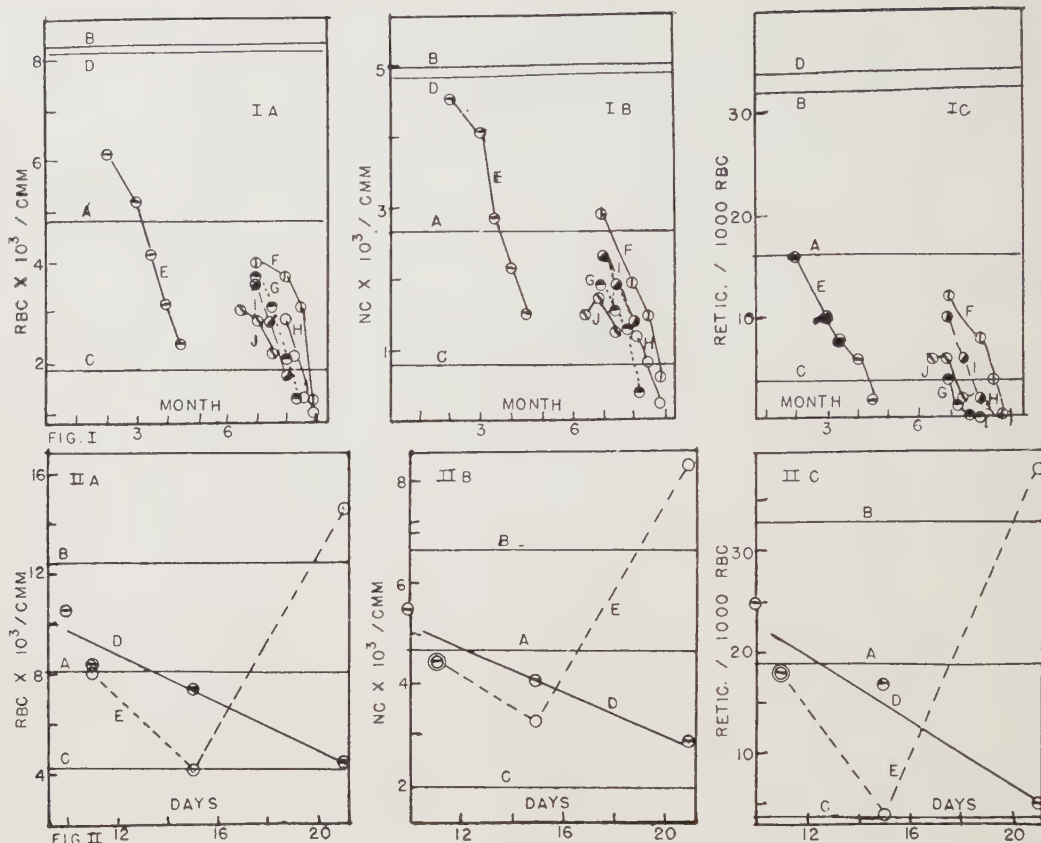 B
D
I A
A
E
F
G
H
J
I
C
8
6
4
2
RBC X 10³ / CMM
MONTH
3 6
FIG. I
B
D
I B
E
A
F
G
J
I
H
C
5
3
1
NC X 10³ / CMM
3 6
D
B
I C
A
E
F
J
G
I
H
C
30
20
10
RETIC. / 1000 RBC
MONTH
3 6
II A
B
D
A
E
C
16
12
8
4
RBC X 10³/CMM
DAYS
12 16 20
FIG II
II B
B
E
A
D
C
8
6
4
2
NC X 10³ / CMM
12 16 20
II C
B
A
D
E
C
30
20
10
RETIC. / 1000 RBC
DAYS
12 16 20